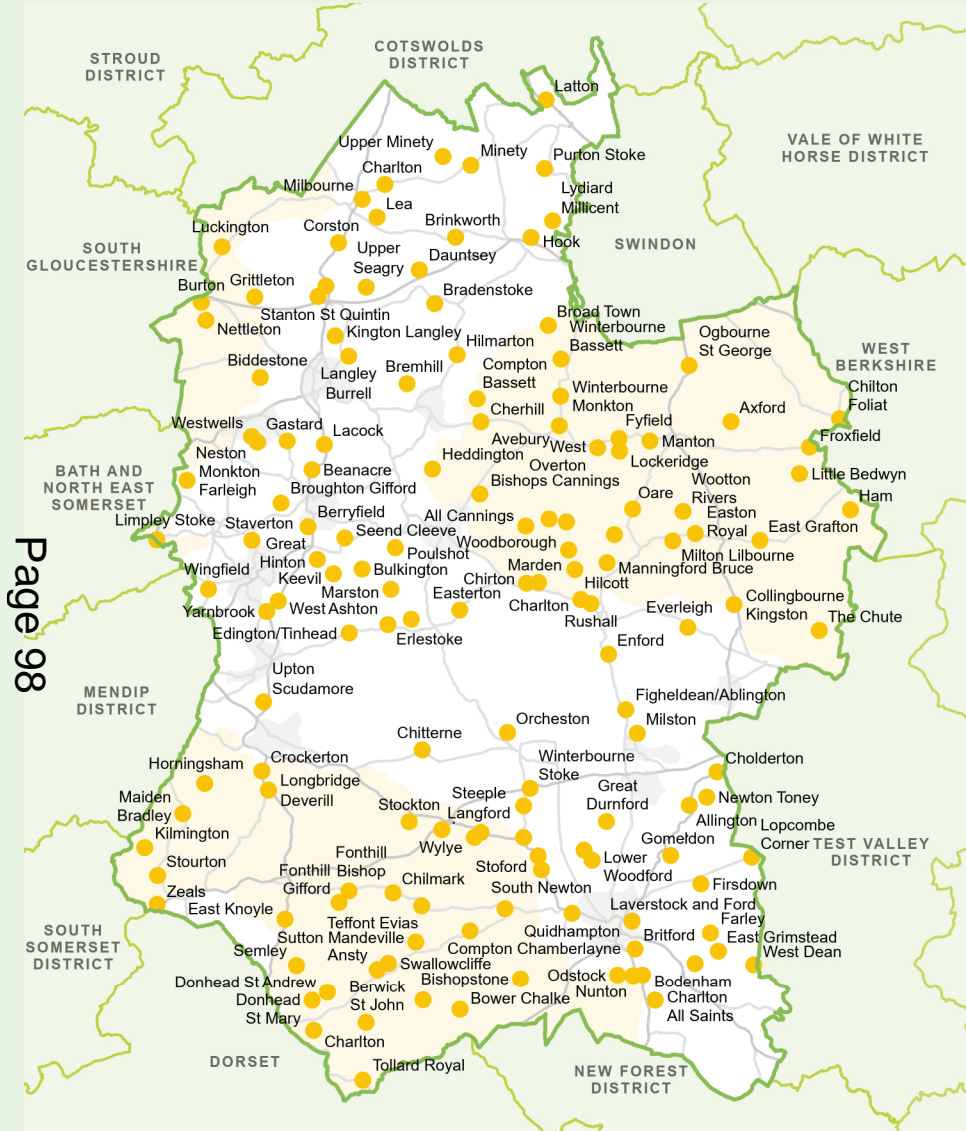 COTSWOLDS
DISTRICT
STROUD
DISTRICT
Latton
VALE OF WHITE
HORSE DISTRICT
Upper Minety
Minety
Purton Stoke
Charlton
Milbourne
Lea
Lydiard
Millicent
Luckington
Corston
Brinkworth
Hook
SWINDON
SOUTH
GLOUCESTERSHIRE
Upper
Seagry
Dauntsey
Burton
Grittleton
Bradenstoke
Stanton St Quintin
Nettleton
Kington Langley
Broad Town
Winterbourne
Bassett
Ogbourne
St George
WEST
BERKSHIRE
Biddestone
Langley
Burrell
Bremhill
Hilmarton
Compton
Bassett
Chilton
Foliat
Winterbourne
Monkton
Axford
Cherhill
Westwells
Gastard
Lacock
Fyfield
Manton
Froxfield
Avebury
West
Overton
Lockeridge
Neston
Heddington
Monkton
Farleigh
Beanacre
Little Bedwyn
BATH AND
NORTH EAST
SOMERSET
Broughton Gifford
Bishops Cannings
Wootton
Rivers
Oare
Ham
Limpley Stoke
Staverton
Berryfield
All Cannings
Easton
Royal
East Grafton
Seend Cleeve
Great
Hinton
Woodborough
Milton Lilbourne
Poulshot
Wingfield
Keevil
Bulkington
Marden
Manningford Bruce
Chirton
Hilcott
Marston
Easterton
Yarnbrook
West Ashton
Charlton
Rushall
Everleigh
Collingbourne
Kingston
The Chute
Edington/Tinhead
Erlestoke
Enford
Page 98
Upton
Scudamore
MENDIP
DISTRICT
Figheldean/Ablington
Milston
Orcheston
Chitterne
Winterbourne
Stoke
Cholderton
Horningsham
Crockerton
Longbridge
Deverill
Great
Durnford
Newton Toney
Maiden
Bradley
Stockton
Steeple
Langford
Allington
Lopcombe
Corner
TEST VALLEY
DISTRICT
Kilmington
Wylye
Gomeldon
Stourton
Fonthill
Bishop
Stoford
Lower
Woodford
Fonthill
Gifford
Chilmark
South Newton
Firsdown
Zeals
East Knoyle
Laverstock and Ford
Teffont Evias
Farley
Quidhampton
Britford
East Grimstead
SOUTH
SOMERSET
DISTRICT
Sutton Mandeville
Compton Chamberlayne
West Dean
Semley
Ansty
Swallowcliffe
Donhead St Andrew
Bishopstone
Odstock
Bodenham
Berwick
St John
Nunton
Donhead
St Mary
Bower Chalke
Charlton
All Saints
Charlton
DORSET
Tollard Royal
NEW FOREST
DISTRICT